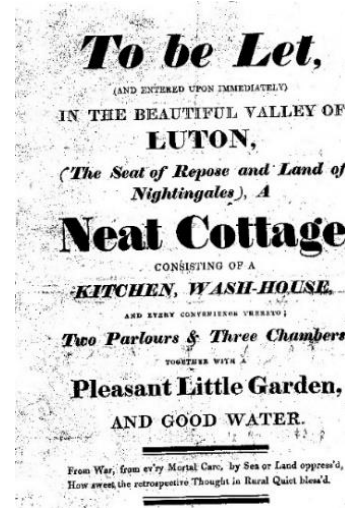 To be Let,
(AND ENTERED UPON IMMEDIATELY)
IN THE BEAUTIFUL VALLEY OF
LUTON,
(The Seat of Repose and Land of
Nightingales), A
Neat Cottage
CONSISTING OF A
KITCHEN, WASH-HOUSE,
AND EVERY CONVENIENCE THERETO;
Two Parlours & Three Chambers
TOGETHER WITH A
Pleasant Little Garden,
AND GOOD WATER.
From War, from ev'ry Mortal Care, by Sea or Land oppress'd,
How sweet the retrospective Thought in Rural Quiet bless'd.